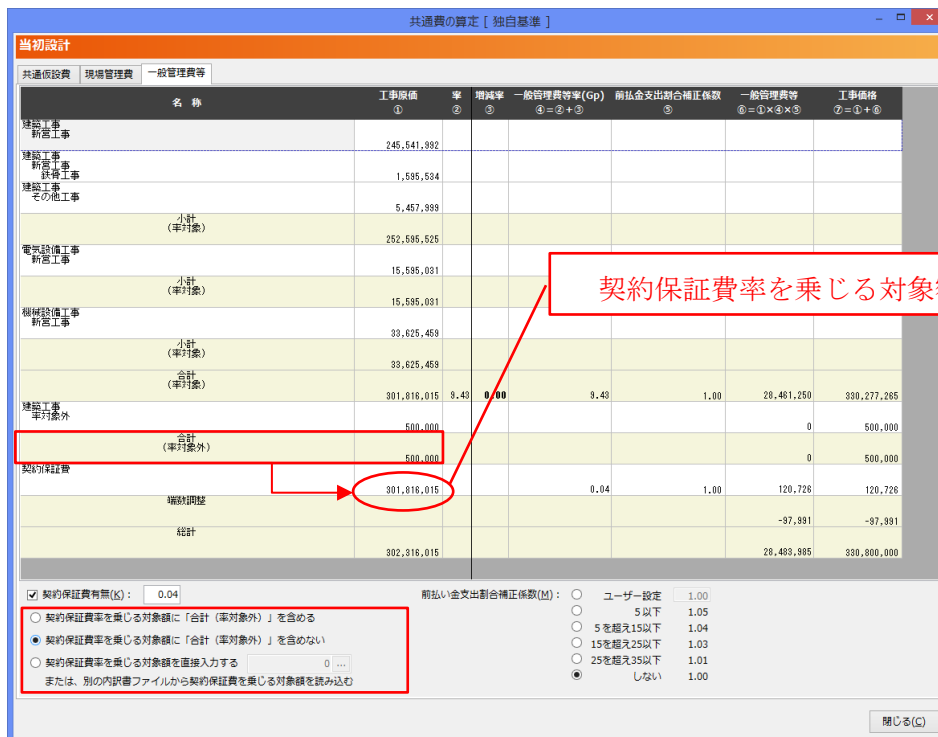 共通費の算定 [ 独自基準 ]
当初設計
共通仮設費 現場管理費 一般管理費等
名 称 工事原価 率 増減率 一般管理費等率(Gp) 前払金支出割合補正係数 一般管理費等 工事価格
① ② ③ ④=②+③ ⑤ ⑥=①×④×⑤ ⑦=①+⑥
建築工事
新営工事
245,541,992
建築工事
新営工事
鉄骨工事
1,595,534
建築工事
その他工事
5,457,999
小計
(率対象)
252,595,525
電気設備工事
新営工事
15,595,031
小計
(率対象)
15,595,031
機械設備工事
新営工事
33,625,459
小計
(率対象)
33,625,459
合計
(率対象)
301,816,015 9.43 0.00 9.43 1.00 28,461,250 330,277,265
建築工事
率対象外
500,000 0 500,000
合計
(率対象外)
500,000 0 500,000
契約保証費
301,816,015 0.04 1.00 120,726 120,726
端数調整
-97,991 -97,991
総計
302,316,015 28,483,985 330,800,000
契約保証費率を乗じる対象
契約保証費有無(K): 0.04
契約保証費率を乗じる対象額に「合計(率対象外)」を含める
契約保証費率を乗じる対象額に「合計(率対象外)」を含めない
契約保証費率を乗じる対象額を直接入力する 0 ...
または、別の内訳書ファイルから契約保証費を乗じる対象額を読み込む
前払い金支出割合補正係数(M): ユーザー設定 1.00
5以下 1.05
5を超え15以下 1.04
15を超え25以下 1.03
25を超え35以下 1.01
しない 1.00
閉じる(C)